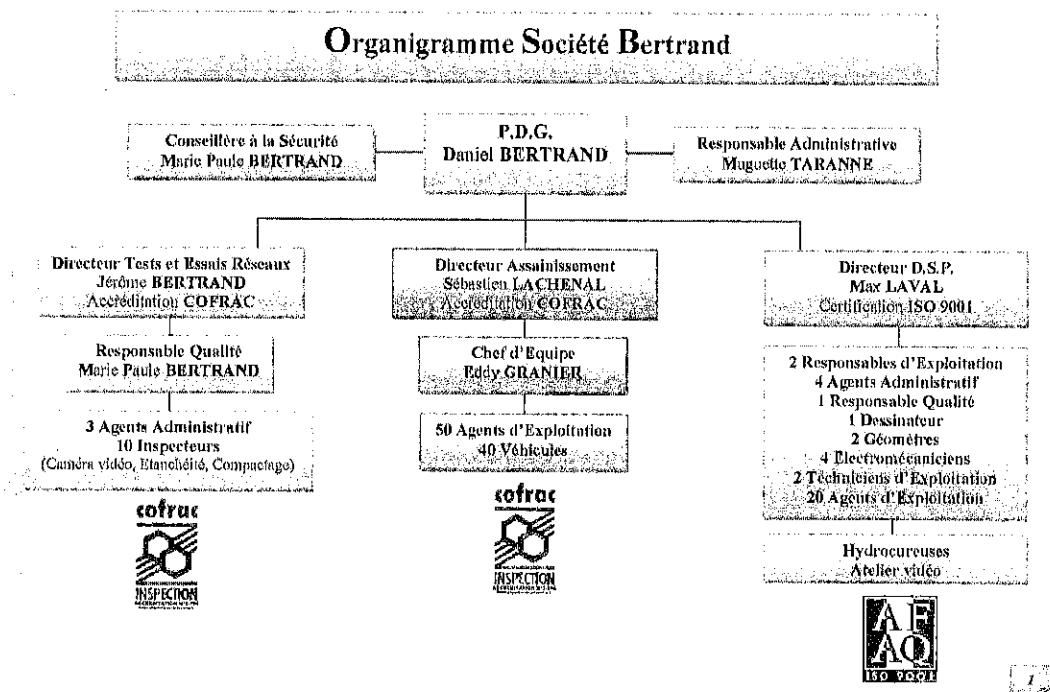 Organigramme Société Bertrand
Conseillère à la Sécurité
Marie Paule BERTRAND
P.D.G.
Daniel BERTRAND
Responsable Administrative
Muguette TARANNE
Directeur Tests et Essais Réseaux
Jérôme BERTRAND
Accréditation COFRAC
Directeur Assainissement
Sébastien LACHENAL
Accréditation COFRAC
Directeur D.S.P.
Max LAVAL
Certification ISO 9001
Responsable Qualité
Marie Paule BERTRAND
Chef d'Equipe
Eddy GRANIER
2 Responsables d'Exploitation
4 Agents Administratif
1 Responsable Qualité
1 Dessinateur
2 Géomètres
4 Electromécaniciens
2 Techniciens d'Exploitation
20 Agents d'Exploitation
3 Agents Administratif
10 Inspecteurs
(Caméra vidéo, Etanchéité, Compactage)
50 Agents d'Exploitation
40 Véhicules
cofrac
INSPECTION
cofrac
INSPECTION
Hydrocureuses
Atelier vidéo
AF
AQ
ISO 9001
1